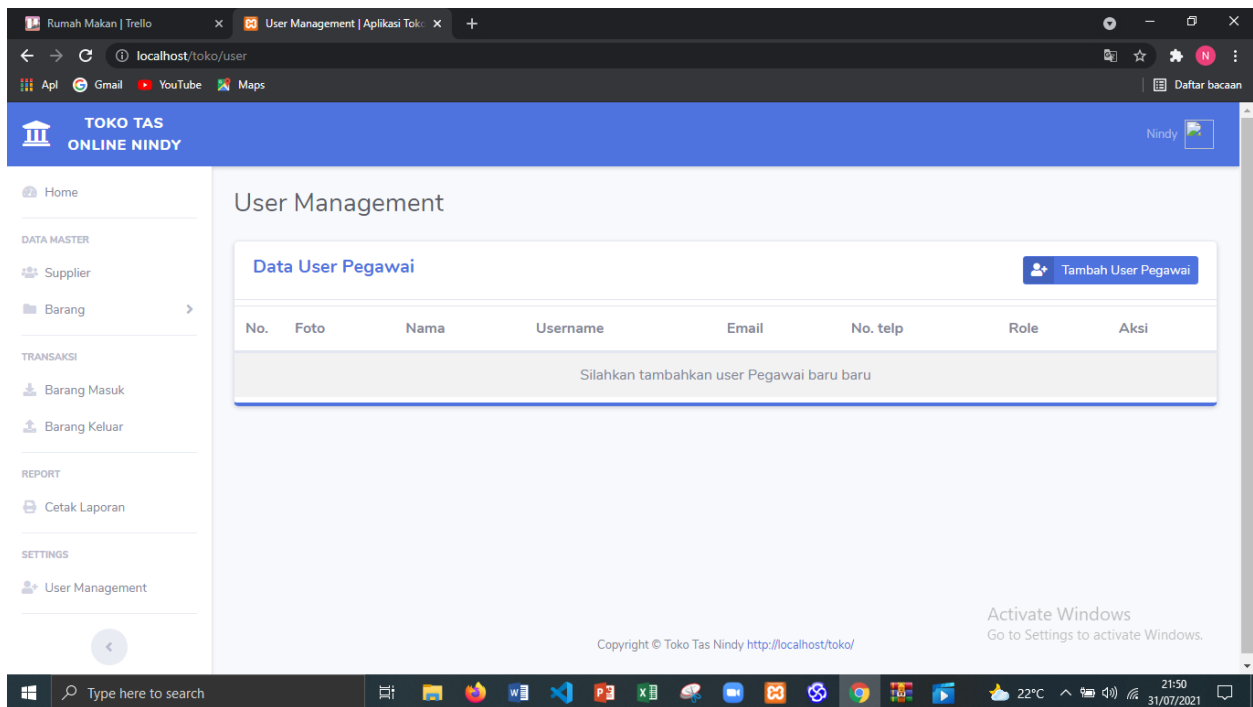 Rumah Makan | Trello
User Management | Aplikasi Tok
localhost/toko/user
N
Apl
Gmail
YouTube
Maps
Daftar bacaan
TOKO TAS
ONLINE NINDY
Nindy
Home
DATA MASTER
Supplier
Barang
TRANSAKSI
Barang Masuk
Barang Keluar
REPORT
Cetak Laporan
SETTINGS
User Management
User Management
Data User Pegawai
Tambah User Pegawai
No. Foto Nama Username Email No. telp Role Aksi
Silahkan tambahkan user Pegawai baru baru
Copyright © Toko Tas Nindy http://localhost/toko/
Activate Windows
Go to Settings to activate Windows.
Type here to search
22°C
21:50
31/07/2021